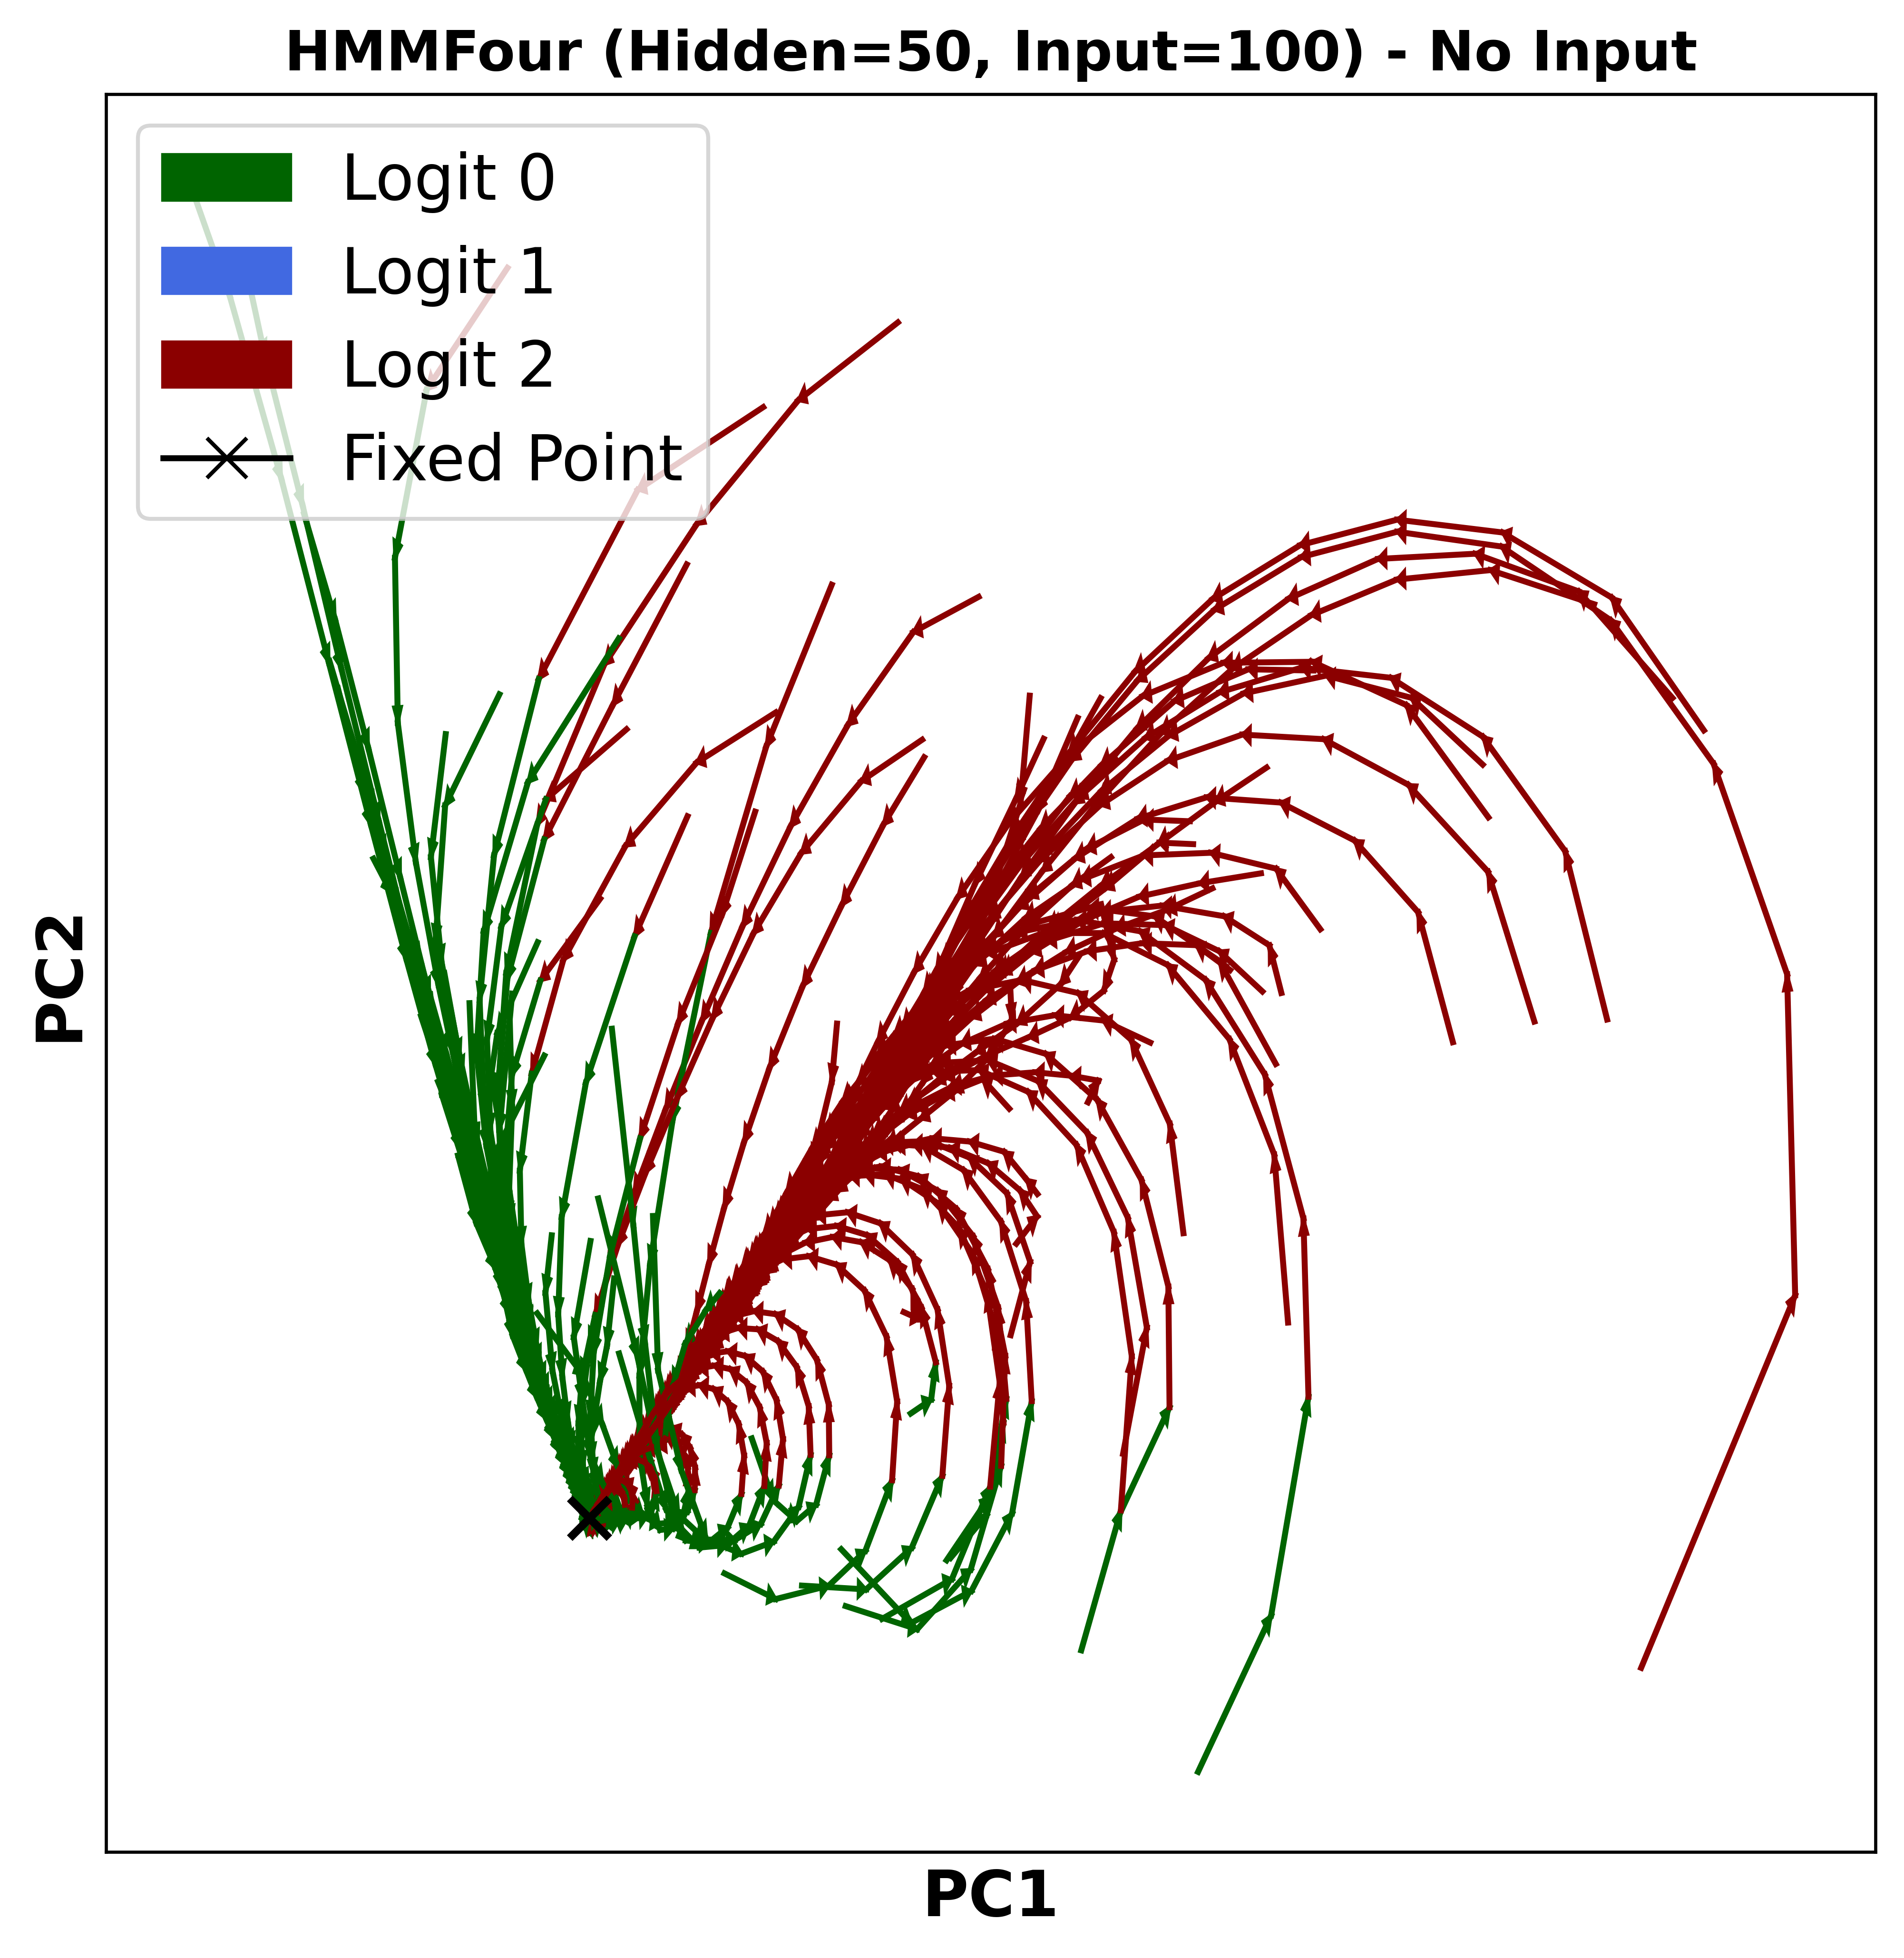 HMMFour (Hidden=50, Input=100) - No Input
Logit 0
Logit 1
Logit 2
Fixed Point
PC2
PC1